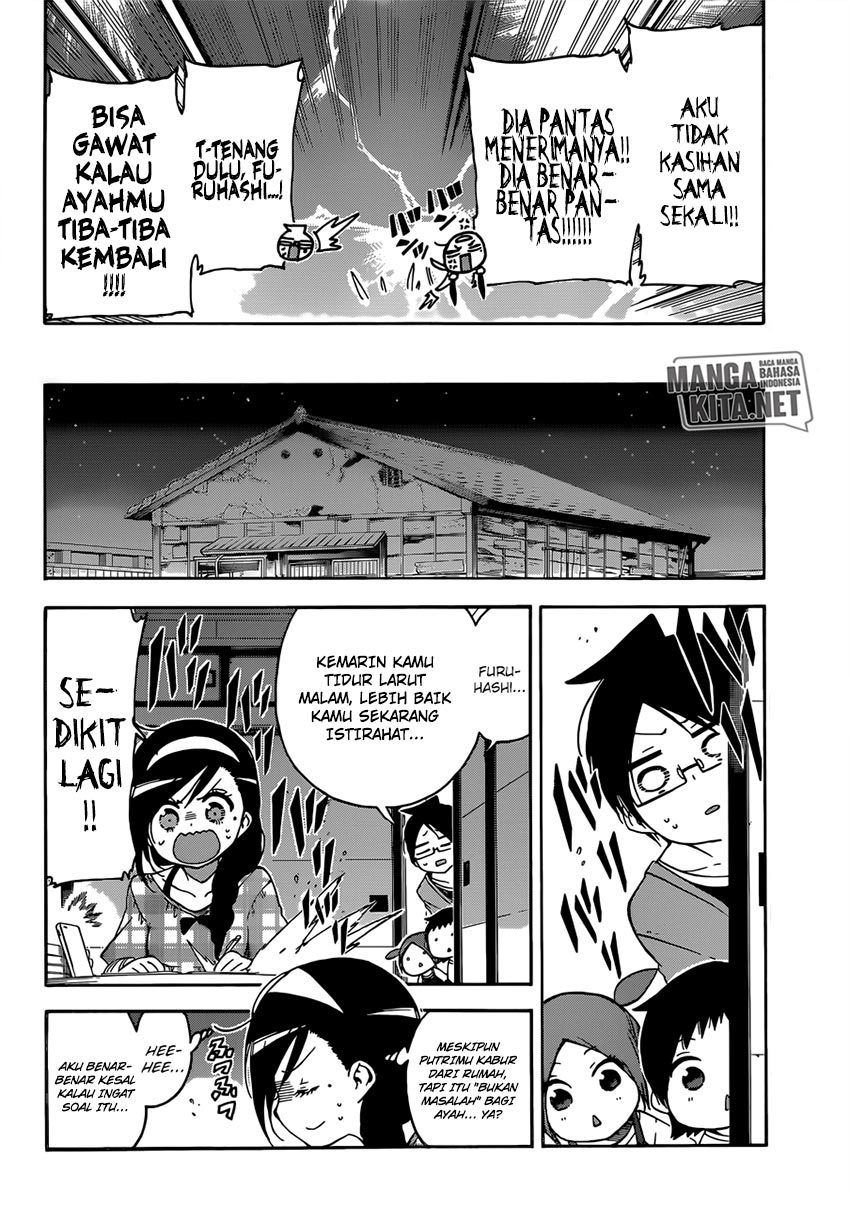 AKU
TIDAK
KASIHAN
SAMA
SEKALI!!
DIA PANTAS
MENERIMANYA!!
DIA BENAR-
BENAR PAN-
TAS!!!!!!
T-TENANG
DULU, FU-
RUHASHI...!
BISA
GAWAT
KALAU
AYAHMU
TIBA-TIBA
KEMBALI
!!!!
MANGA
KITA.NET
BACA MANGA
BAHASA
INDONESIA
FURU-
HASHI...
KEMARIN KAMU
TIDUR LARUT
MALAM, LEBIH BAIK
KAMU SEKARANG
ISTIRAHAT...
SE-
DIKIT
LAGI
!!
MESKIPUN
PUTRIMU KABUR
DARI RUMAH,
TAPI ITU "BUKAN
MASALAH" BAGI
AYAH... YA?
HEE-
HEE...
AKU BENAR-
BENAR KESAL
KALAU INGAT
SOAL ITU...